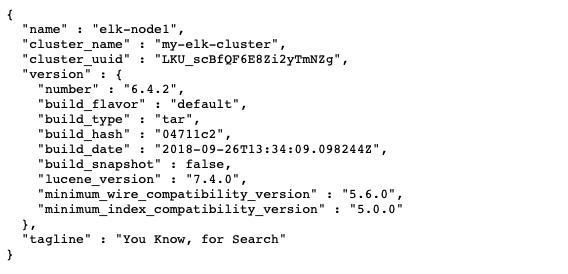 {
  "name" : "elk-node1",
  "cluster_name" : "my-elk-cluster",
  "cluster_uuid" : "LKU_scBfQF6E8Zi2yTmNZg",
  "version" : {
    "number" : "6.4.2",
    "build_flavor" : "default",
    "build_type" : "tar",
    "build_hash" : "04711c2",
    "build_date" : "2018-09-26T13:34:09.098244Z",
    "build_snapshot" : false,
    "lucene_version" : "7.4.0",
    "minimum_wire_compatibility_version" : "5.6.0",
    "minimum_index_compatibility_version" : "5.0.0"
  },
  "tagline" : "You Know, for Search"
}